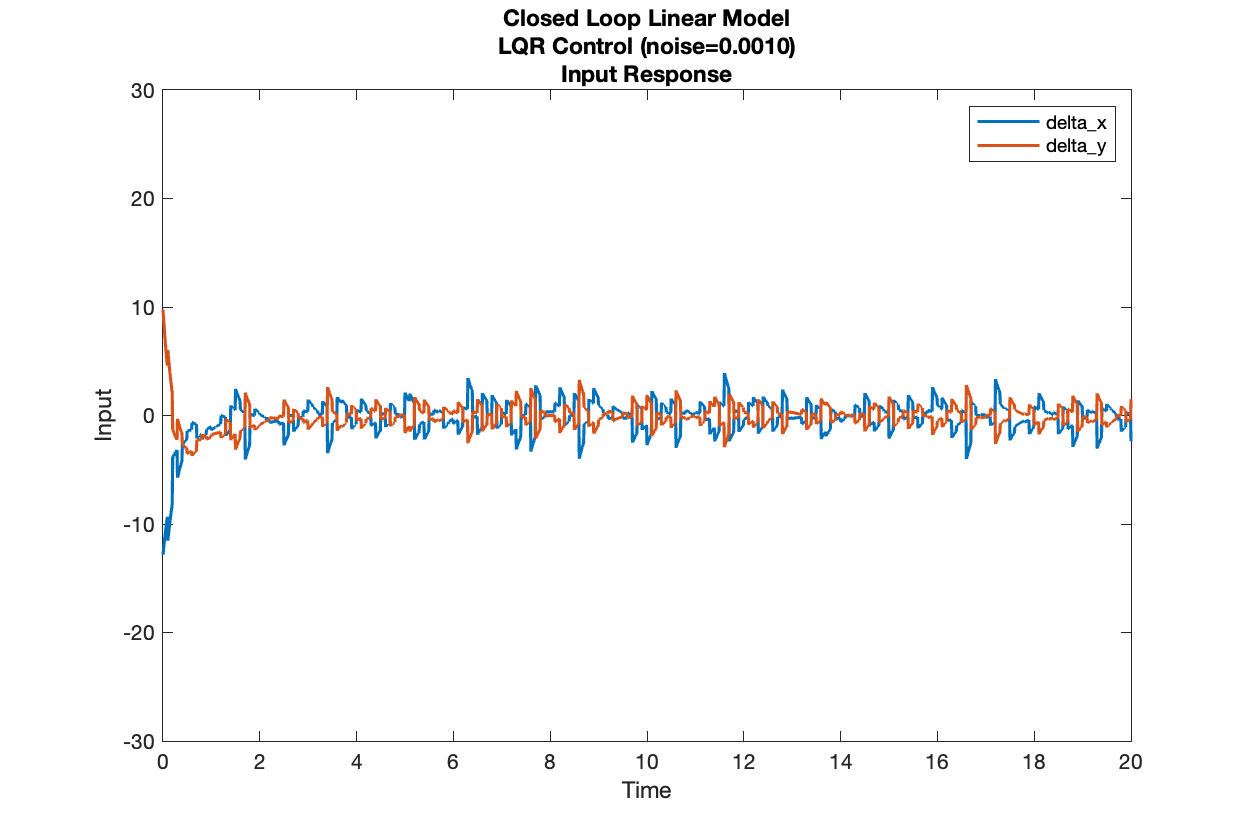 Closed Loop Linear Model
LQR Control (noise=0.0010)
Input Response
delta_x
delta_y
30
20
10
0
-10
-20
-30
Input
0 2 4 6 8 10 12 14 16 18 20
Time